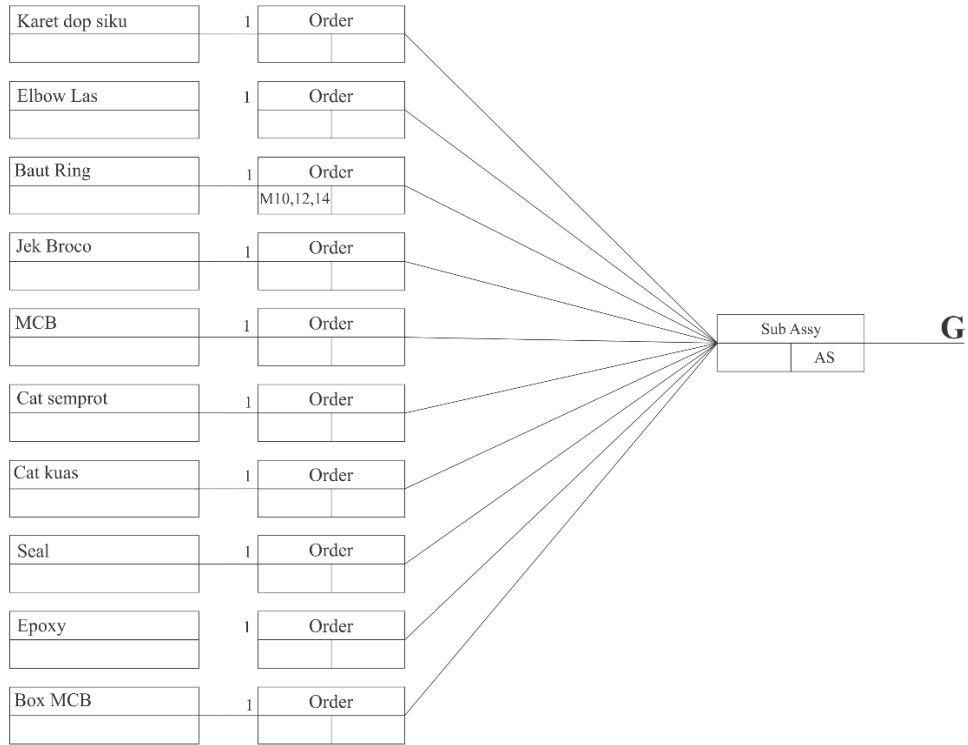 Karet dop siku 1 Order
Elbow Las 1 Order
Baut Ring 1 Order
M10,12,14
Jek Broco 1 Order
MCB 1 Order
Sub Assy G
AS
Cat semprot 1 Order
Cat kuas 1 Order
Seal 1 Order
Epoxy 1 Order
Box MCB 1 Order